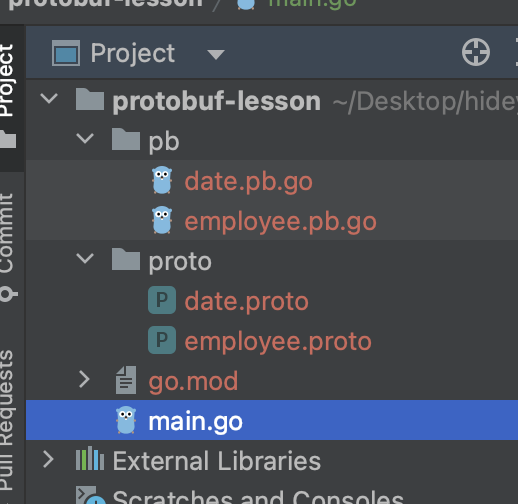 protobuf-lesson / main.go
Project
protobuf-lesson ~/Desktop/hidey
pb
date.pb.go
employee.pb.go
proto
P date.proto
P employee.proto
go.mod
main.go
External Libraries
Scratches and Consoles
Project
Commit
Pull Requests